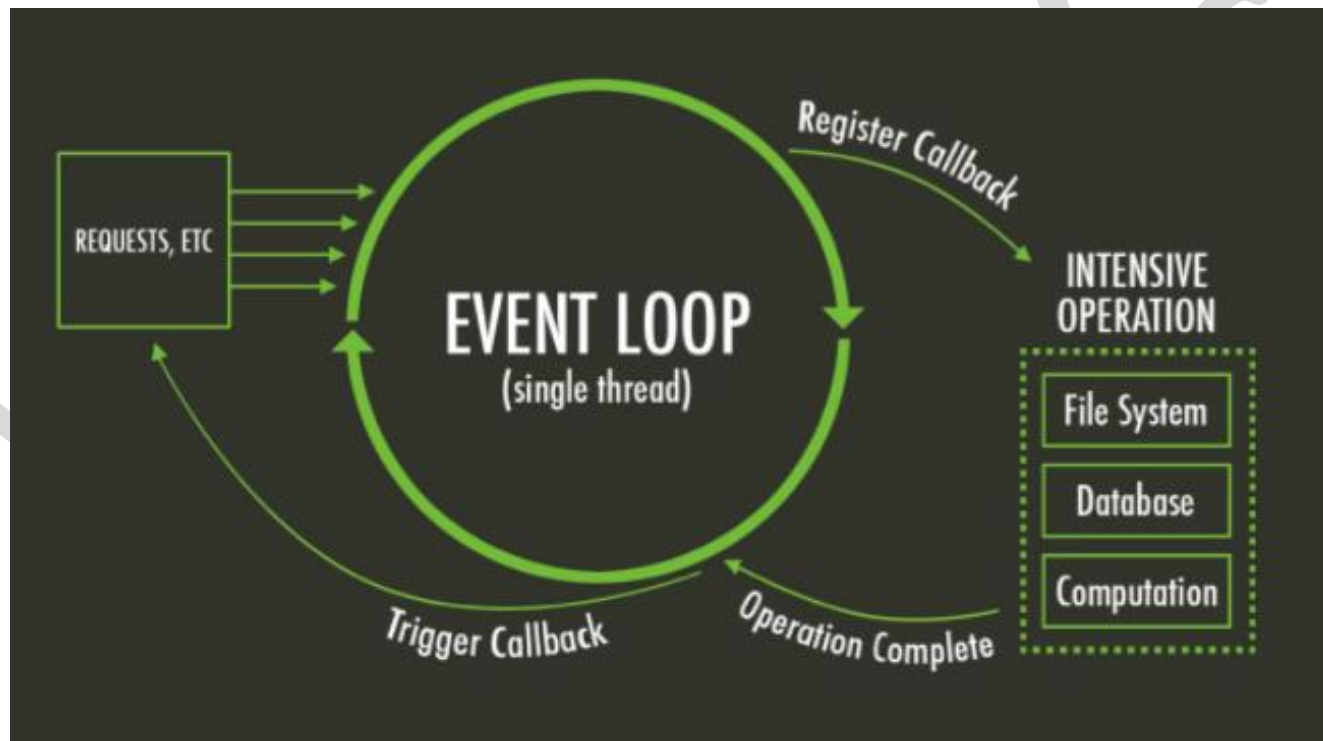 Register Callback
REQUESTS, ETC
EVENT LOOP
(single thread)
INTENSIVE
OPERATION
File System
Database
Computation
Trigger Callback
Operation Complete